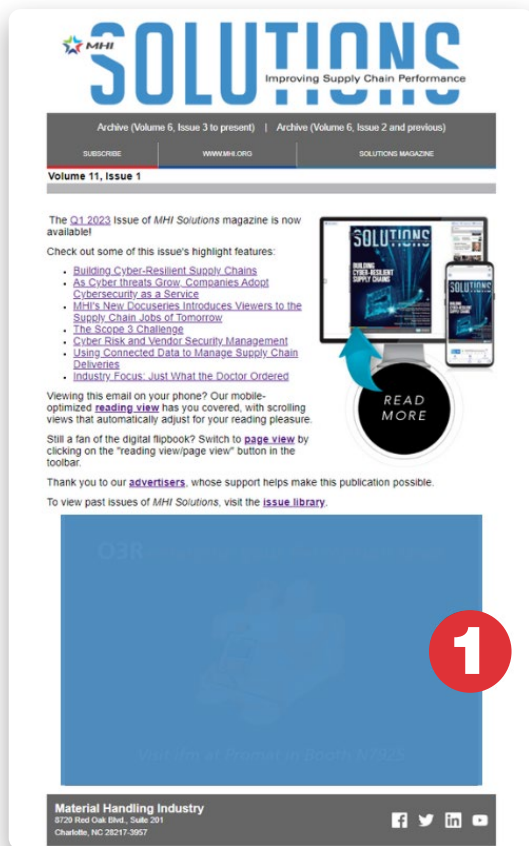 MHI
SOLUTIONS
Improving Supply Chain Performance
Archive (Volume 6, Issue 3 to present) | Archive (Volume 6, Issue 2 and previous)
SUBSCRIBE WWW.MHI.ORG SOLUTIONS MAGAZINE
Volume 11, Issue 1
The Q1 2023 Issue of MHI Solutions magazine is now
available!
Check out some of this issue's highlight features:
Building Cyber-Resilient Supply Chains
As Cyber threats Grow, Companies Adopt
Cybersecurity as a Service
MHI's New Docuseries Introduces Viewers to the
Supply Chain Jobs of Tomorrow
The Scope 3 Challenge
Cyber Risk and Vendor Security Management
Using Connected Data to Manage Supply Chain
Deliveries
Industry Focus: Just What the Doctor Ordered
SOLUTIONS
BUILDING
CYBER-RESILIENT
SUPPLY CHAINS
SOLUTIONS
READ
MORE
Viewing this email on your phone? Our mobile-
optimized reading view has you covered, with scrolling
views that automatically adjust for your reading pleasure.
Still a fan of the digital flipbook? Switch to page view by
clicking on the "reading view/page view" button in the
toolbar.
Thank you to our advertisers, whose support helps make this publication possible.
To view past issues of MHI Solutions, visit the issue library.
O3R
Visit ifm at Promat in Booth N7925
1
Material Handling Industry
8720 Red Oak Blvd., Suite 201
Charlotte, NC 28217-3957